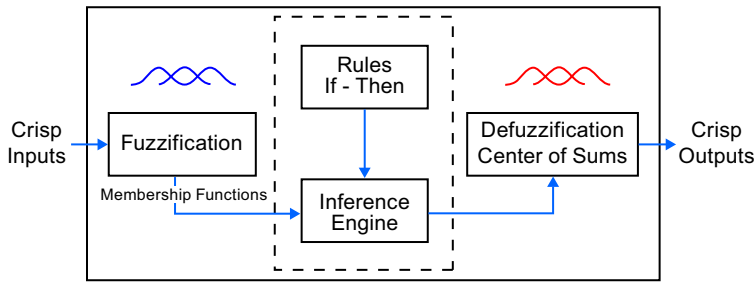 Crisp
Inputs
Fuzzification
Membership Functions
Rules
If - Then
Inference
Engine
Defuzzification
Center of Sums
Crisp
Outputs